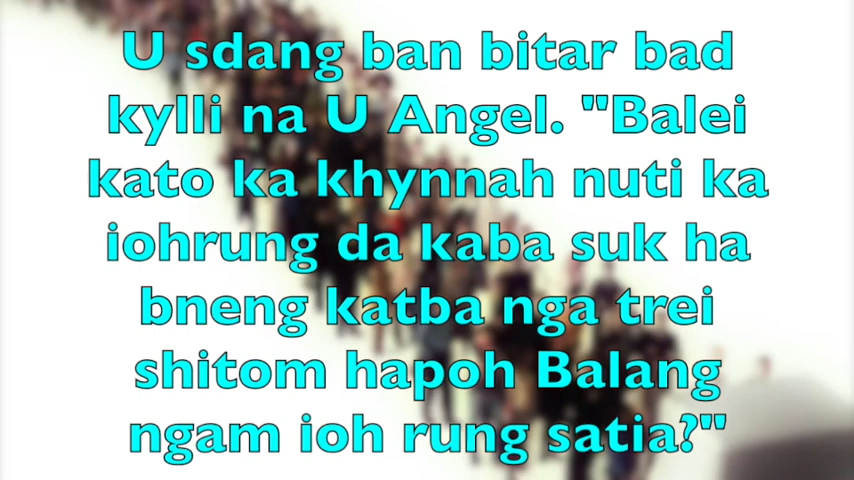 U sdang ban bitar bad
kylli na U Angel. "Balei
kato ka khynnah nuti ka
iohrung da kaba suk ha
bneng katba nga trei
shitom hapoh Balang
ngam ioh rung satia?"